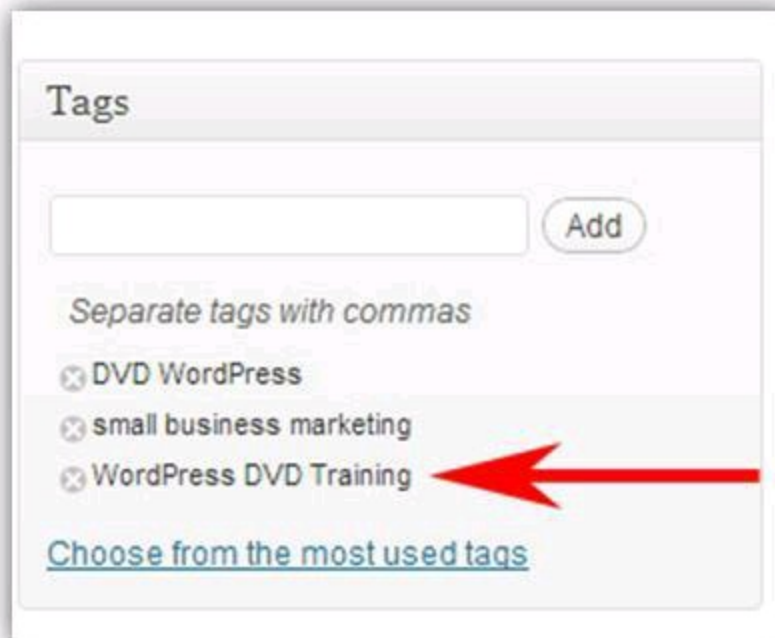 Tags
Add
Separate tags with commas
DVD WordPress
small business marketing
WordPress DVD Training
Choose from the most used tags